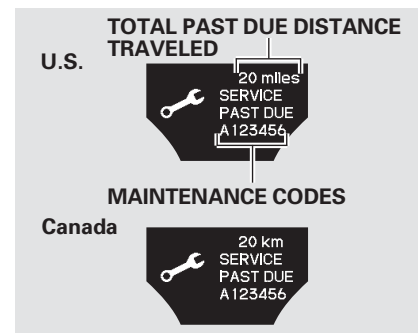 TOTAL PAST DUE DISTANCE
TRAVELED
U.S.
20 miles
SERVICE
PAST DUE
A123456
MAINTENANCE CODES
Canada
20 km
SERVICE
PAST DUE
A123456